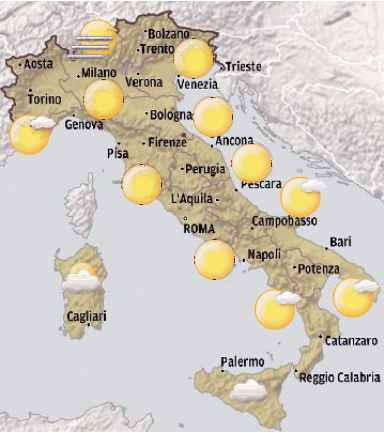 Bolzano
Trento
Aosta
Trieste
Milano
Verona
Venezia
Torino
Bologna
Genova
Firenze
Ancona
Pisa
Perugia
Pescara
L'Aquila
Campobasso
ROMA
Bari
Napoli
Potenza
Cagliari
Catanzaro
Palermo
Reggio Calabria